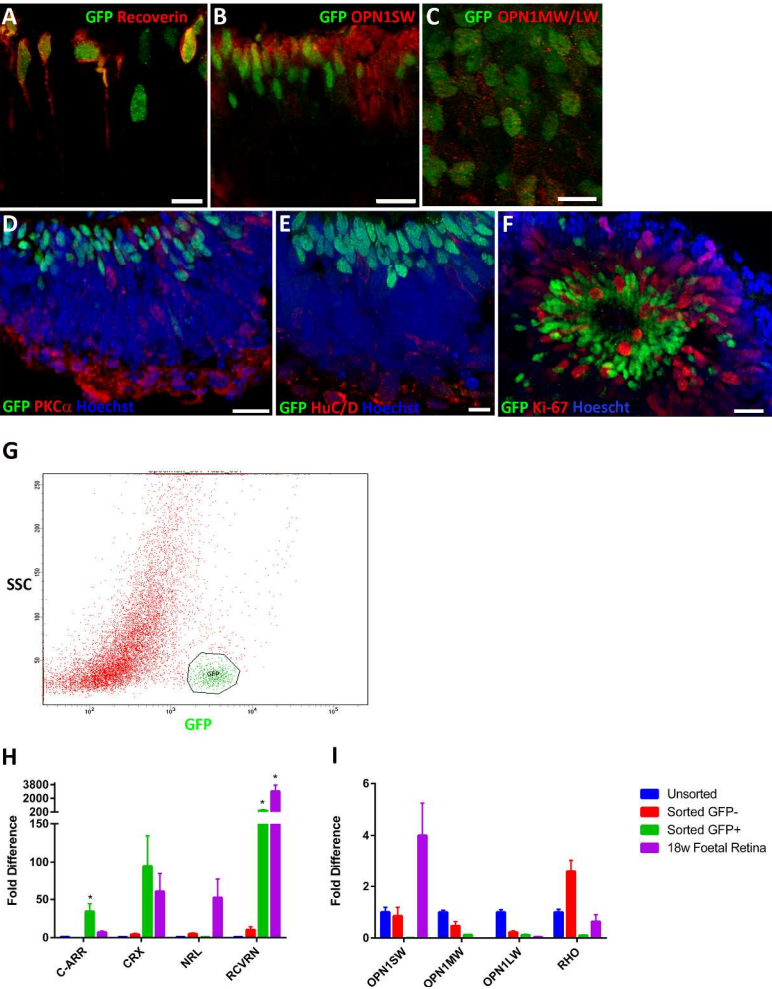 A GFP Recoverin
B GFP OPN1SW
C GFP OPN1MW/LW
D
GFP PKCα Hoechst
E
GFP HuC/D Hoechst
F
GFP Ki-67 Hoescht
G
SSC
250
200
150
100
50
GFP
10² 10³ 10⁴ 10⁵
GFP
H
Fold Difference
3800
2000
200
150
100
50
0
* * *
C-ARR CRX NRL RCVRN
I
Fold Difference
6
4
2
0
OPN1SW OPN1MW OPN1LW RHO
Unsorted
Sorted GFP-
Sorted GFP+
18w Foetal Retina